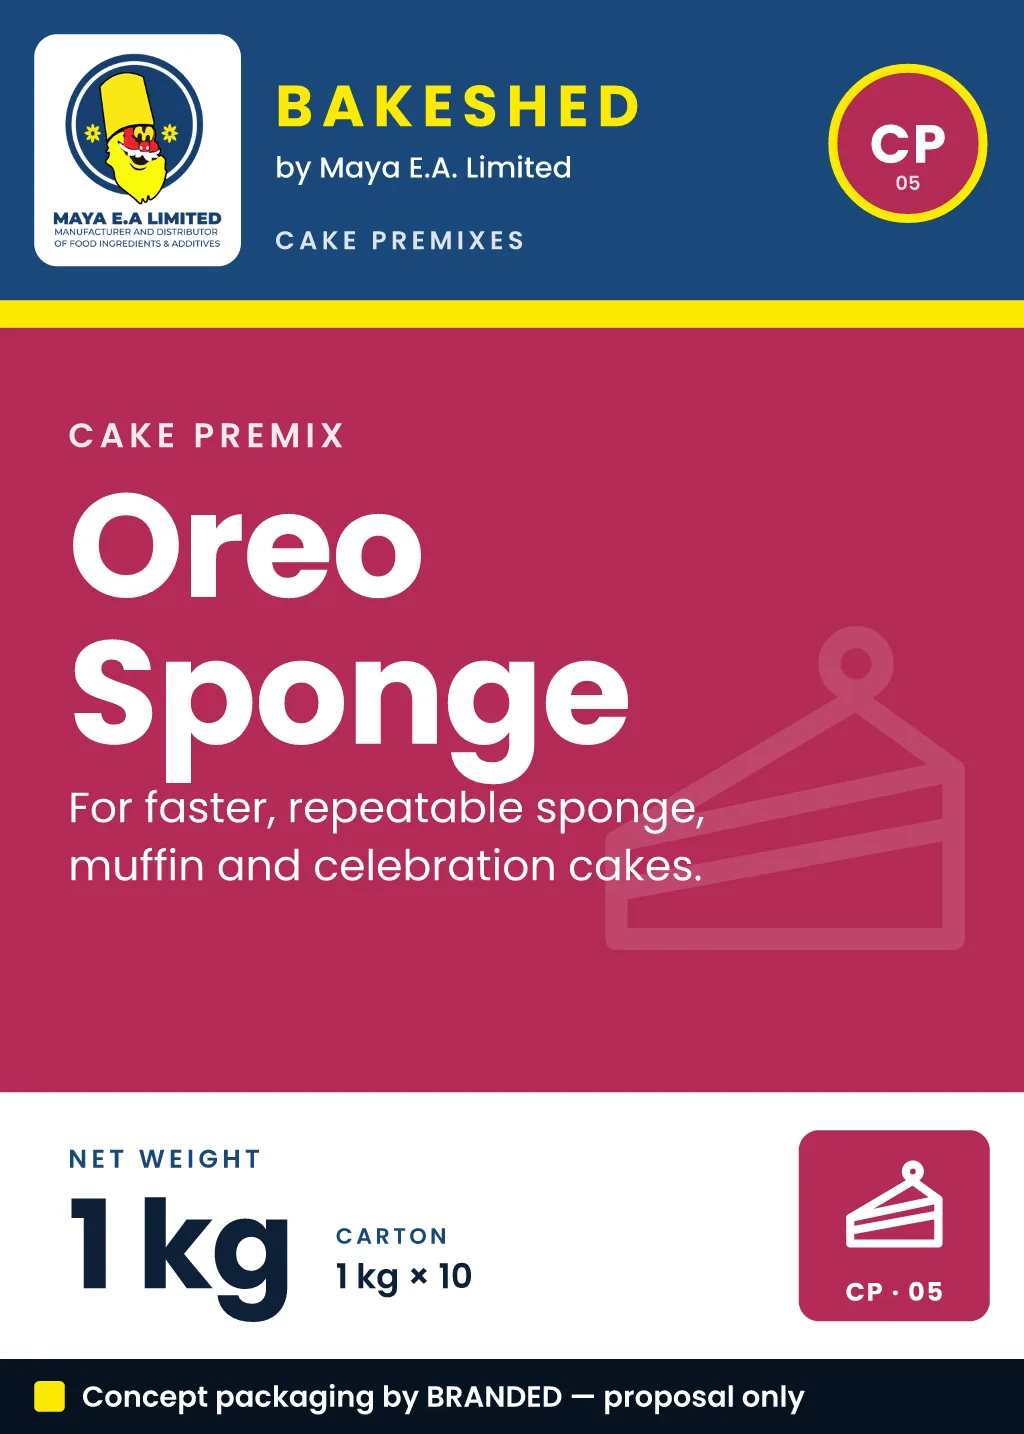 MAYA E.A LIMITED
MANUFACTURER AND DISTRIBUTOR
OF FOOD INGREDIENTS & ADDITIVES
BAKESHED
by Maya E.A. Limited
CAKE PREMIXES
CP
05
CAKE PREMIX
Oreo
Sponge
For faster, repeatable sponge,
muffin and celebration cakes.
NET WEIGHT
1 kg
CARTON
1 kg × 10
CP · 05
Concept packaging by BRANDED — proposal only